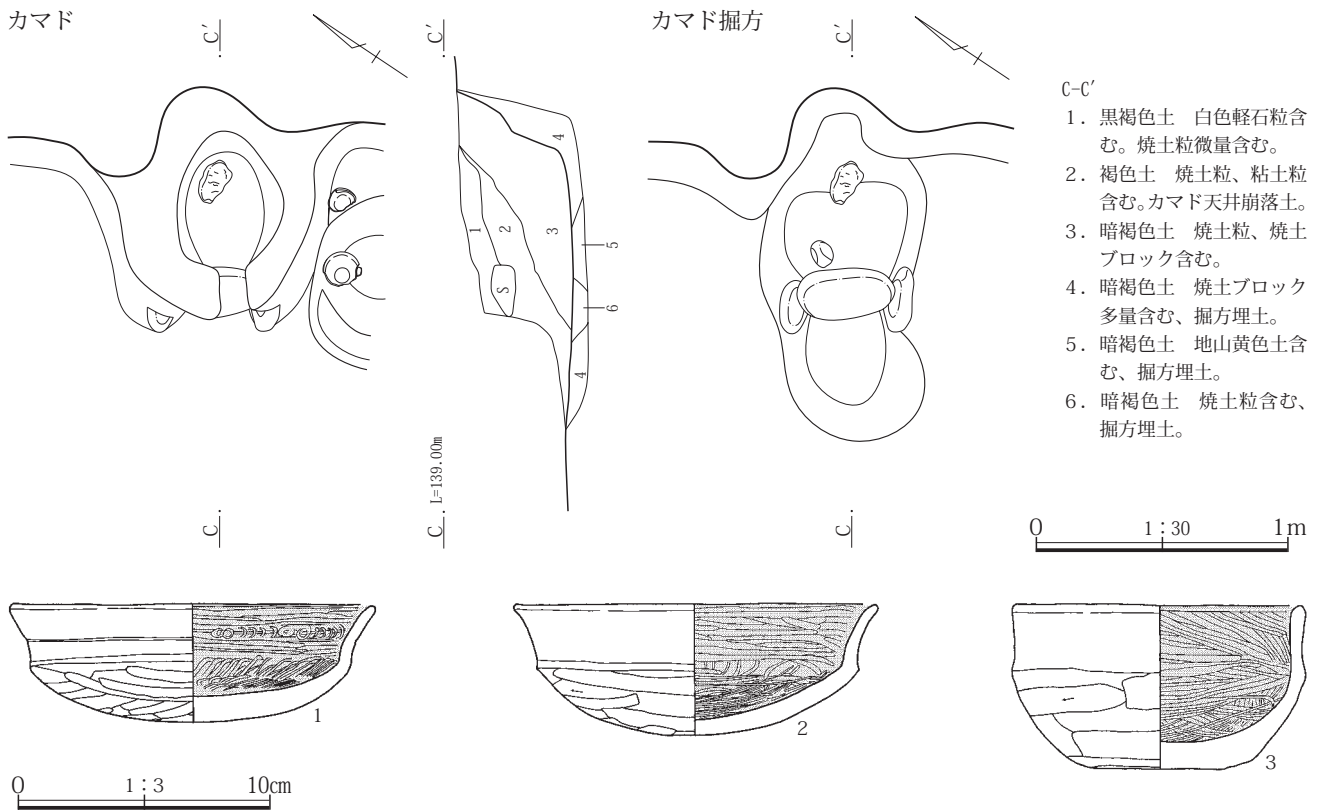 カマド
カマド掘方
C′
C′
C′
1
2
3
4
S
5
6
4
C
C L=139.00m
C
C-C′
1. 黒褐色土　白色軽石粒含
む。焼土粒微量含む。
2. 褐色土　焼土粒、粘土粒
含む。カマド天井崩落土。
3. 暗褐色土　焼土粒、焼土
ブロック含む。
4. 暗褐色土　焼土ブロック
多量含む、掘方埋土。
5. 暗褐色土　地山黄色土含
む、掘方埋土。
6. 暗褐色土　焼土粒含む、
掘方埋土。
0 1:30 1m
1
2
3
0 1:3 10cm